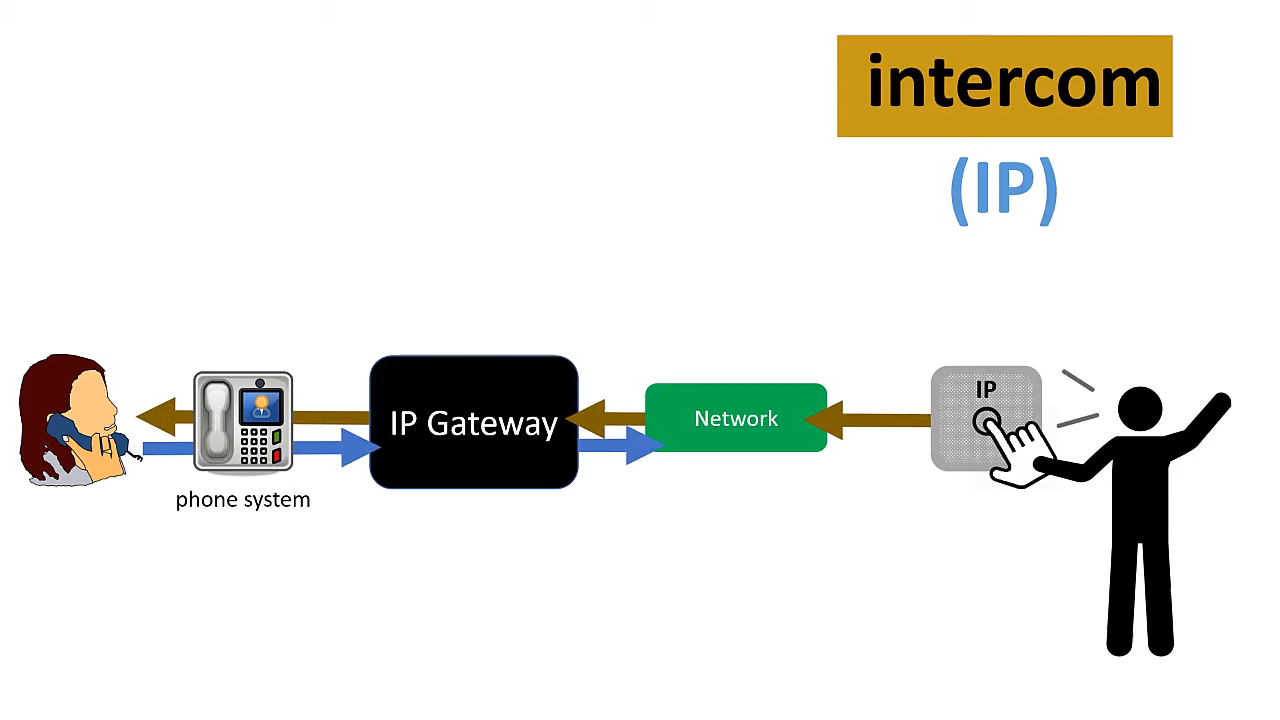 intercom
(IP)
IP Gateway
Network
IP
phone system